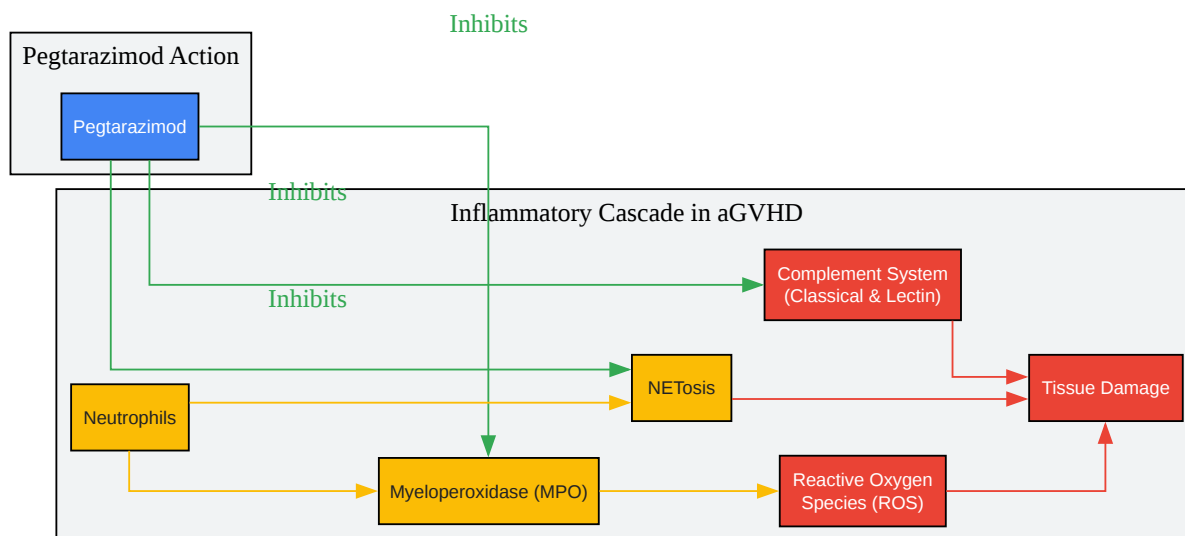 Inhibits
Pegtarazimod Action
Pegtarazimod
Inhibits
Inflammatory Cascade in aGVHD
Complement System
(Classical & Lectin)
Inhibits
NETosis
Tissue Damage
Neutrophils
Myeloperoxidase (MPO)
Reactive Oxygen
Species (ROS)